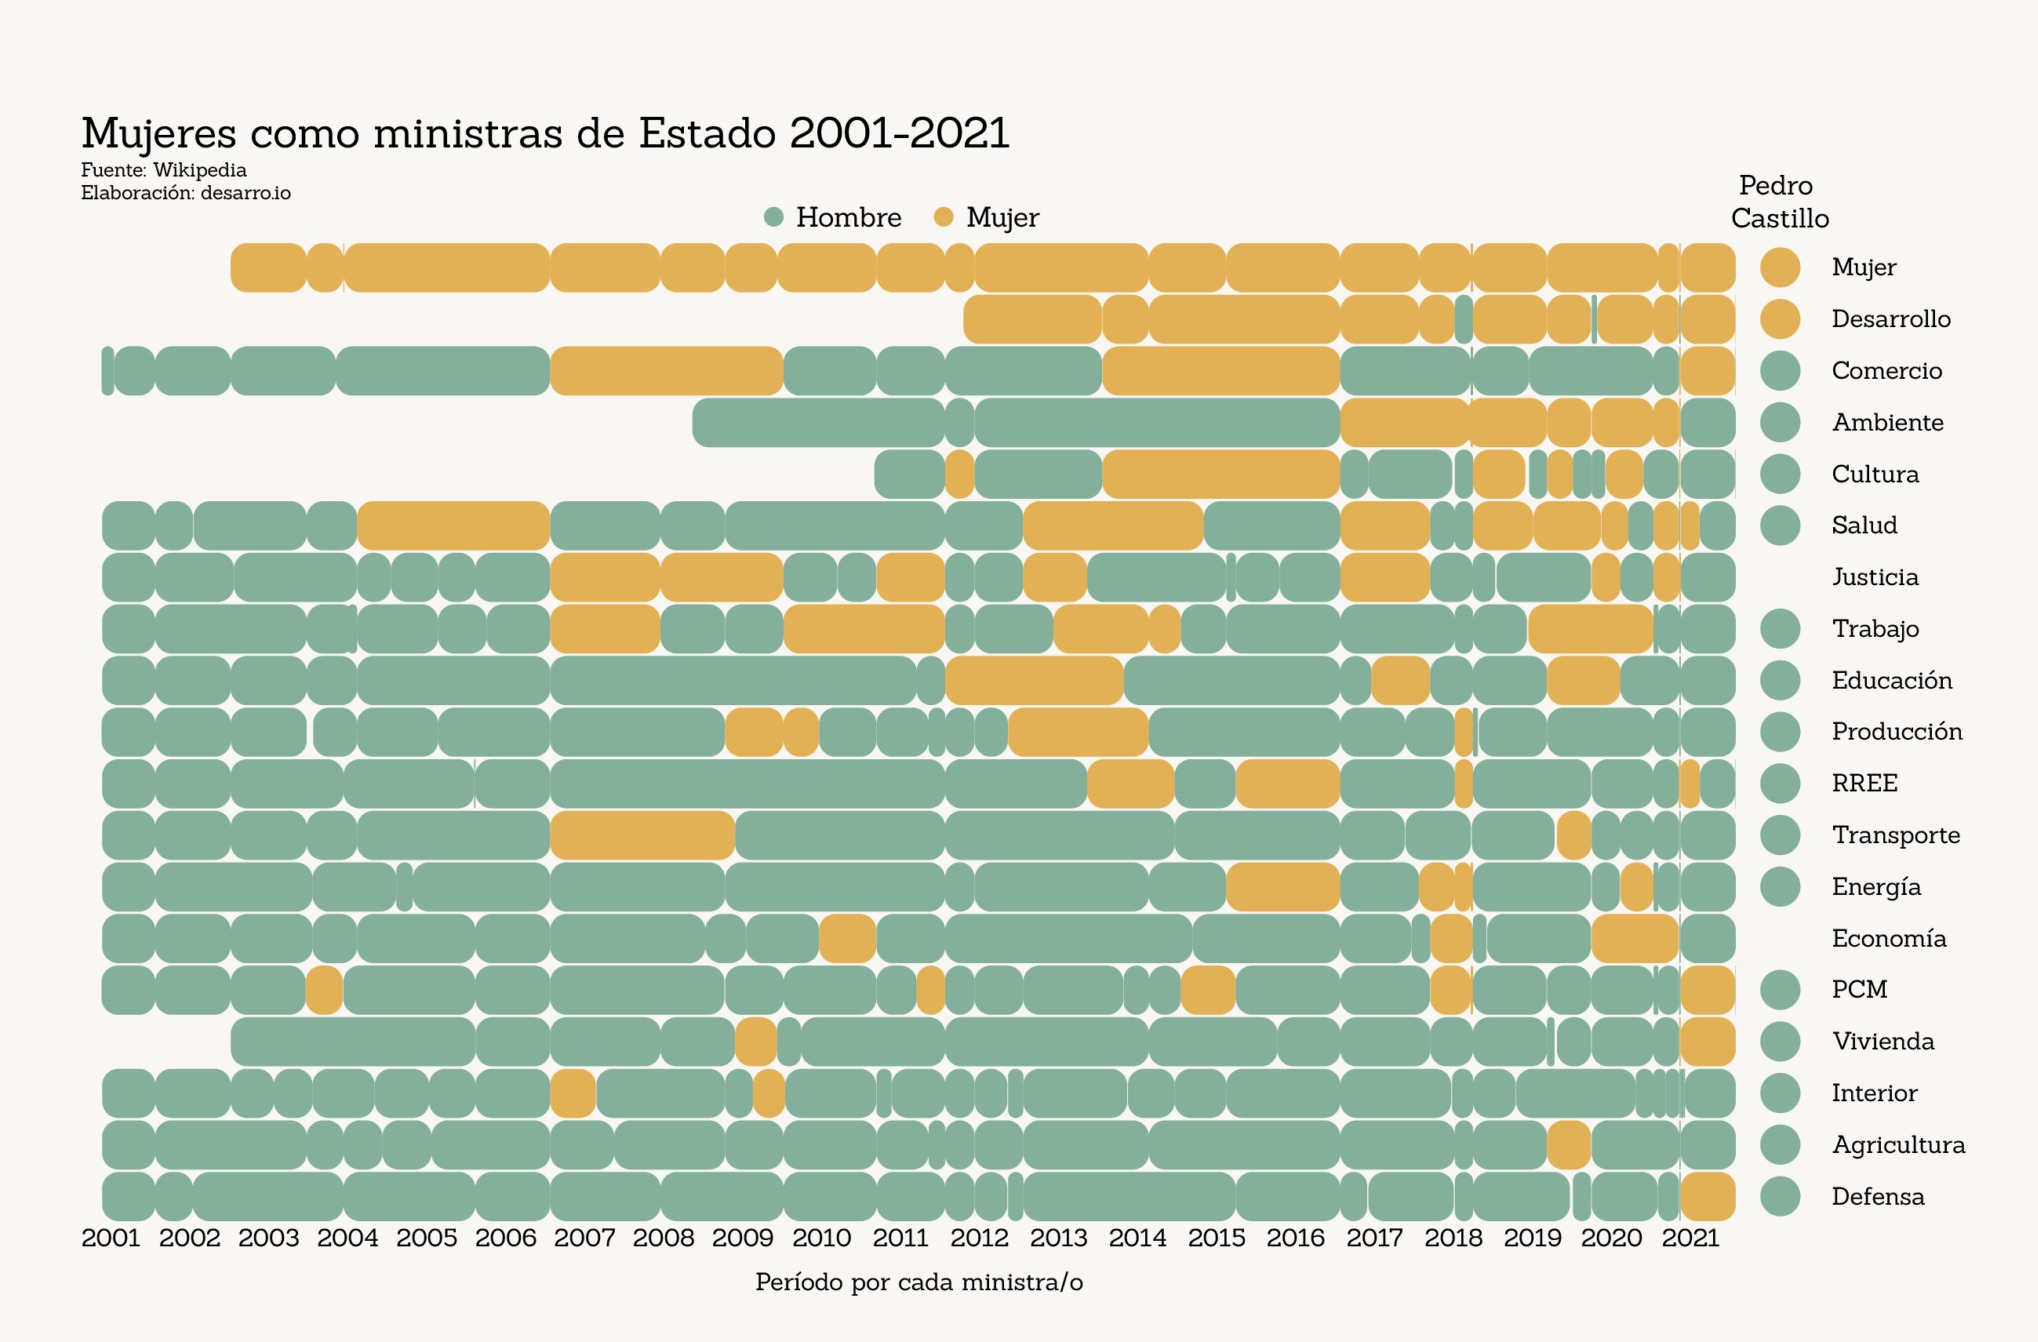 Mujeres como ministras de Estado 2001-2021
Fuente: Wikipedia
Elaboración: desarro.io
Pedro
Castillo
Hombre
Mujer
Mujer
Desarrollo
Comercio
Ambiente
Cultura
Salud
Justicia
Trabajo
Educación
Producción
RREE
Transporte
Energía
Economía
PCM
Vivienda
Interior
Agricultura
Defensa
2001 2002 2003 2004 2005 2006 2007 2008 2009 2010 2011 2012 2013 2014 2015 2016 2017 2018 2019 2020 2021
Período por cada ministra/o